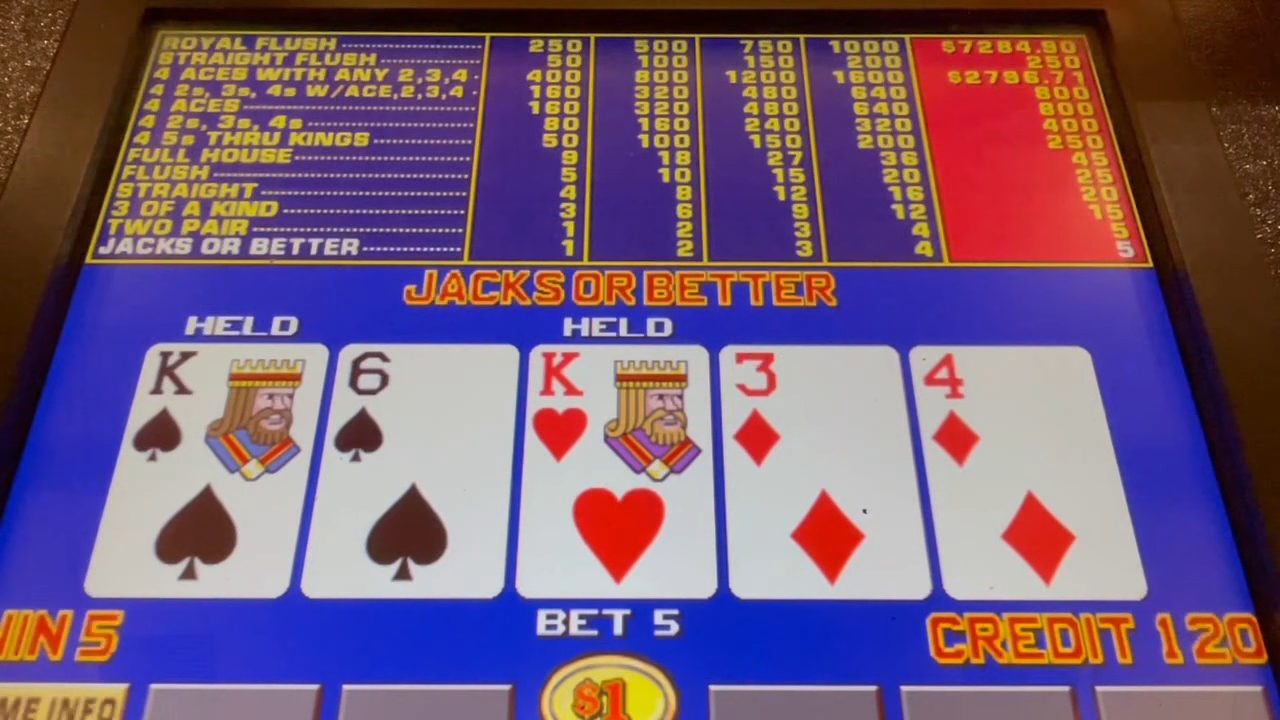 ROYAL FLUSH 250 500 750 1000 $7284.90
STRAIGHT FLUSH 50 100 150 200 250
4 ACES WITH ANY 2,3,4 400 800 1200 1600 $2796.71
4 2s, 3s, 4s W/ACE,2,3,4 160 320 480 640 800
4 ACES 160 320 480 640 800
4 2s, 3s, 4s 80 160 240 320 400
4 5s THRU KINGS 50 100 150 200 250
FULL HOUSE 9 18 27 36 45
FLUSH 5 10 15 20 25
STRAIGHT 4 8 12 16 20
3 OF A KIND 3 6 9 12 15
TWO PAIR 1 2 3 4 5
JACKS OR BETTER 1 2 3 4 5
JACKS OR BETTER
HELD HELD
K 6 K 3 4
WIN 5 BET 5 CREDIT 120
ME INFO $1